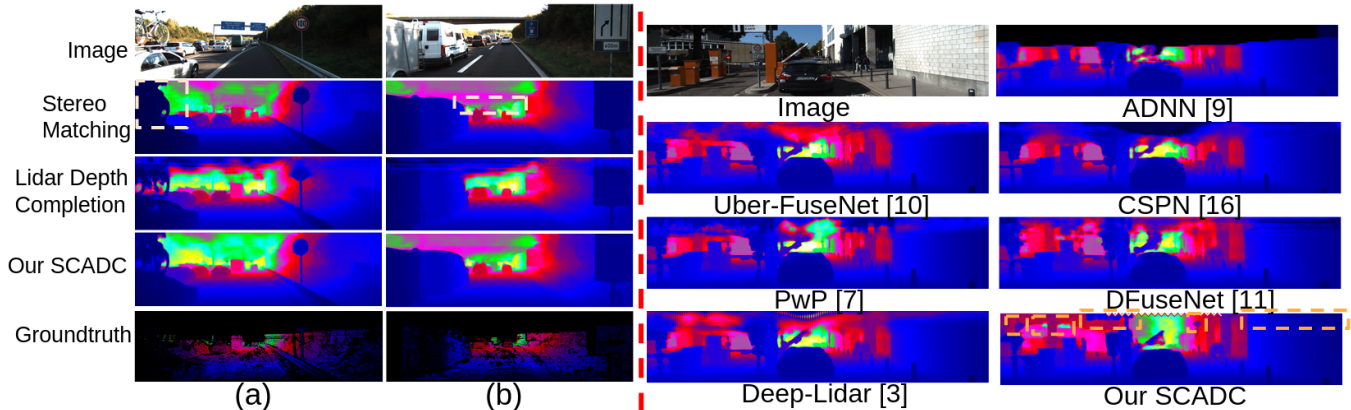 Image
Stereo
Matching
Lidar Depth
Completion
Our SCADC
Groundtruth
(a)
(b)
Image
ADNN [9]
Uber-FuseNet [10]
CSPN [16]
PwP [7]
DFuseNet [11]
Deep-Lidar [3]
Our SCADC